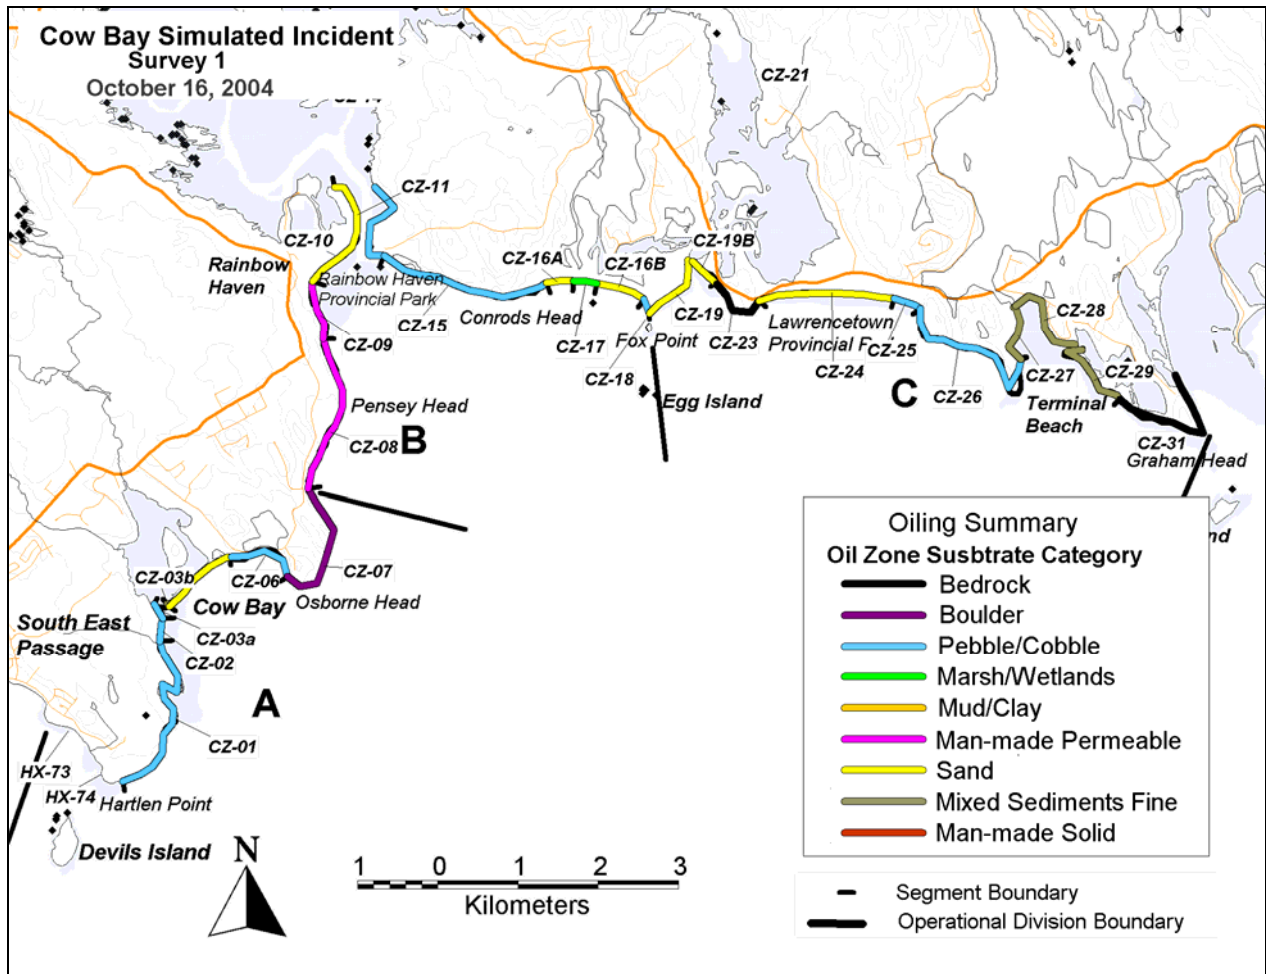 Cow Bay Simulated Incident
Survey 1
October 16, 2004
CZ-21
CZ-11
CZ-10
CZ-19B
CZ-16A
CZ-16B
Rainbow
Haven
Rainbow Haven
Provincial Park
CZ-15
Conrods Head
CZ-17
Fox Point
CZ-19
CZ-23
Lawrencetown
Provincial P
CZ-25
CZ-24
CZ-28
CZ-09
CZ-18
CZ-27
CZ-29
CZ-26
Pensey Head
Egg Island
C
Terminal
Beach
CZ-08
B
CZ-31
Graham Head
nd
CZ-03b
CZ-06
CZ-07
Cow Bay
Osborne Head
South East
Passage
CZ-03a
CZ-02
A
CZ-01
HX-73
HX-74
Hartlen Point
Devils Island
N
1 0 1 2 3
Kilometers
Oiling Summary
Oil Zone Susbtrate Category
Bedrock
Boulder
Pebble/Cobble
Marsh/Wetlands
Mud/Clay
Man-made Permeable
Sand
Mixed Sediments Fine
Man-made Solid
Segment Boundary
Operational Division Boundary